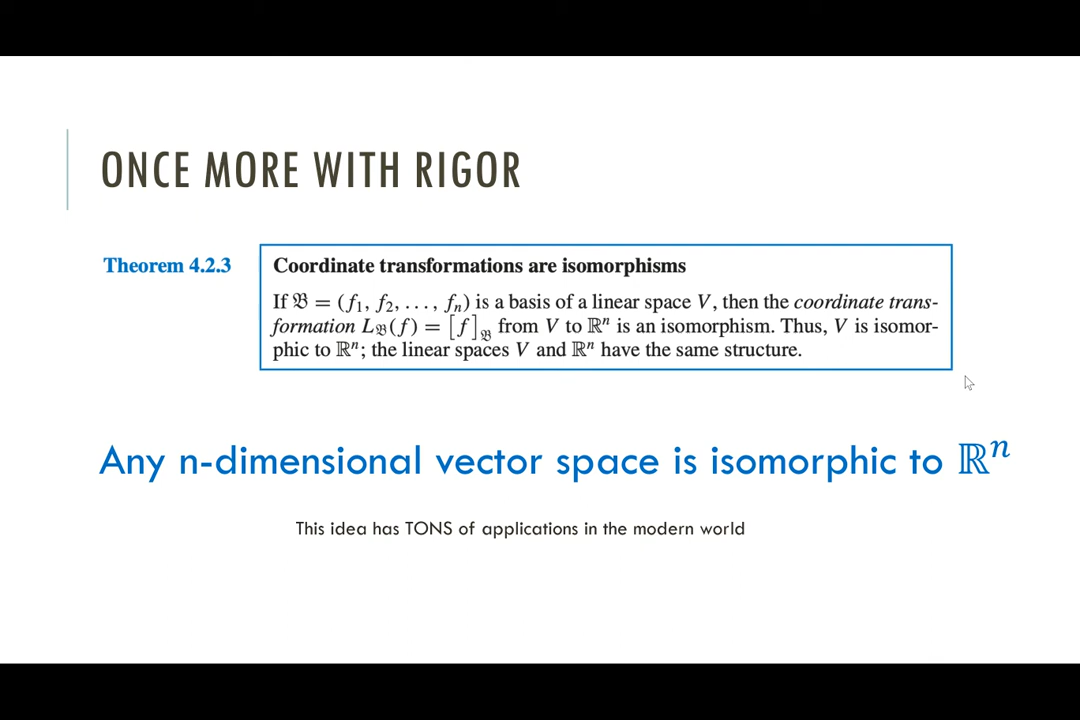 ONCE MORE WITH RIGOR
Theorem 4.2.3
Coordinate transformations are isomorphisms
If 𝔅 = (f₁, f₂, . . . , fₙ) is a basis of a linear space V, then the coordinate trans-
formation L_𝔅(f) = [f]_𝔅 from V to ℝⁿ is an isomorphism. Thus, V is isomor-
phic to ℝⁿ; the linear spaces V and ℝⁿ have the same structure.
Any n-dimensional vector space is isomorphic to ℝⁿ
This idea has TONS of applications in the modern world